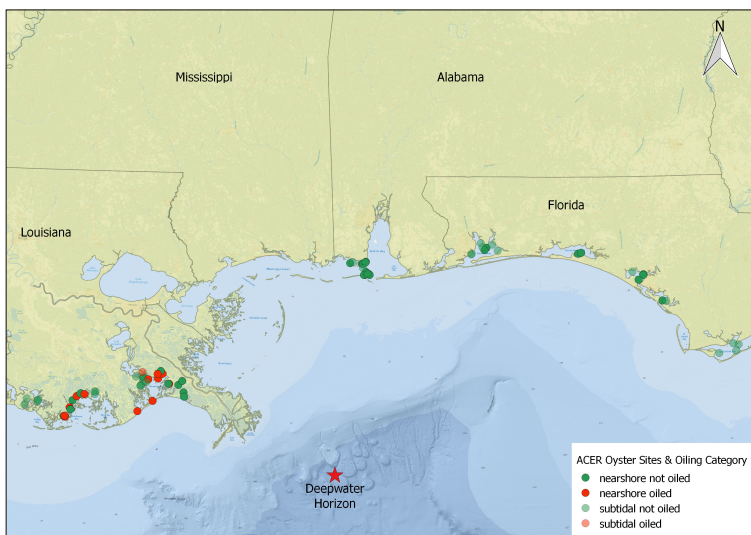 N
Mississippi
Alabama
Florida
Louisiana
Deepwater
Horizon
ACER Oyster Sites & Oiling Category
nearshore not oiled
nearshore oiled
subtidal not oiled
subtidal oiled